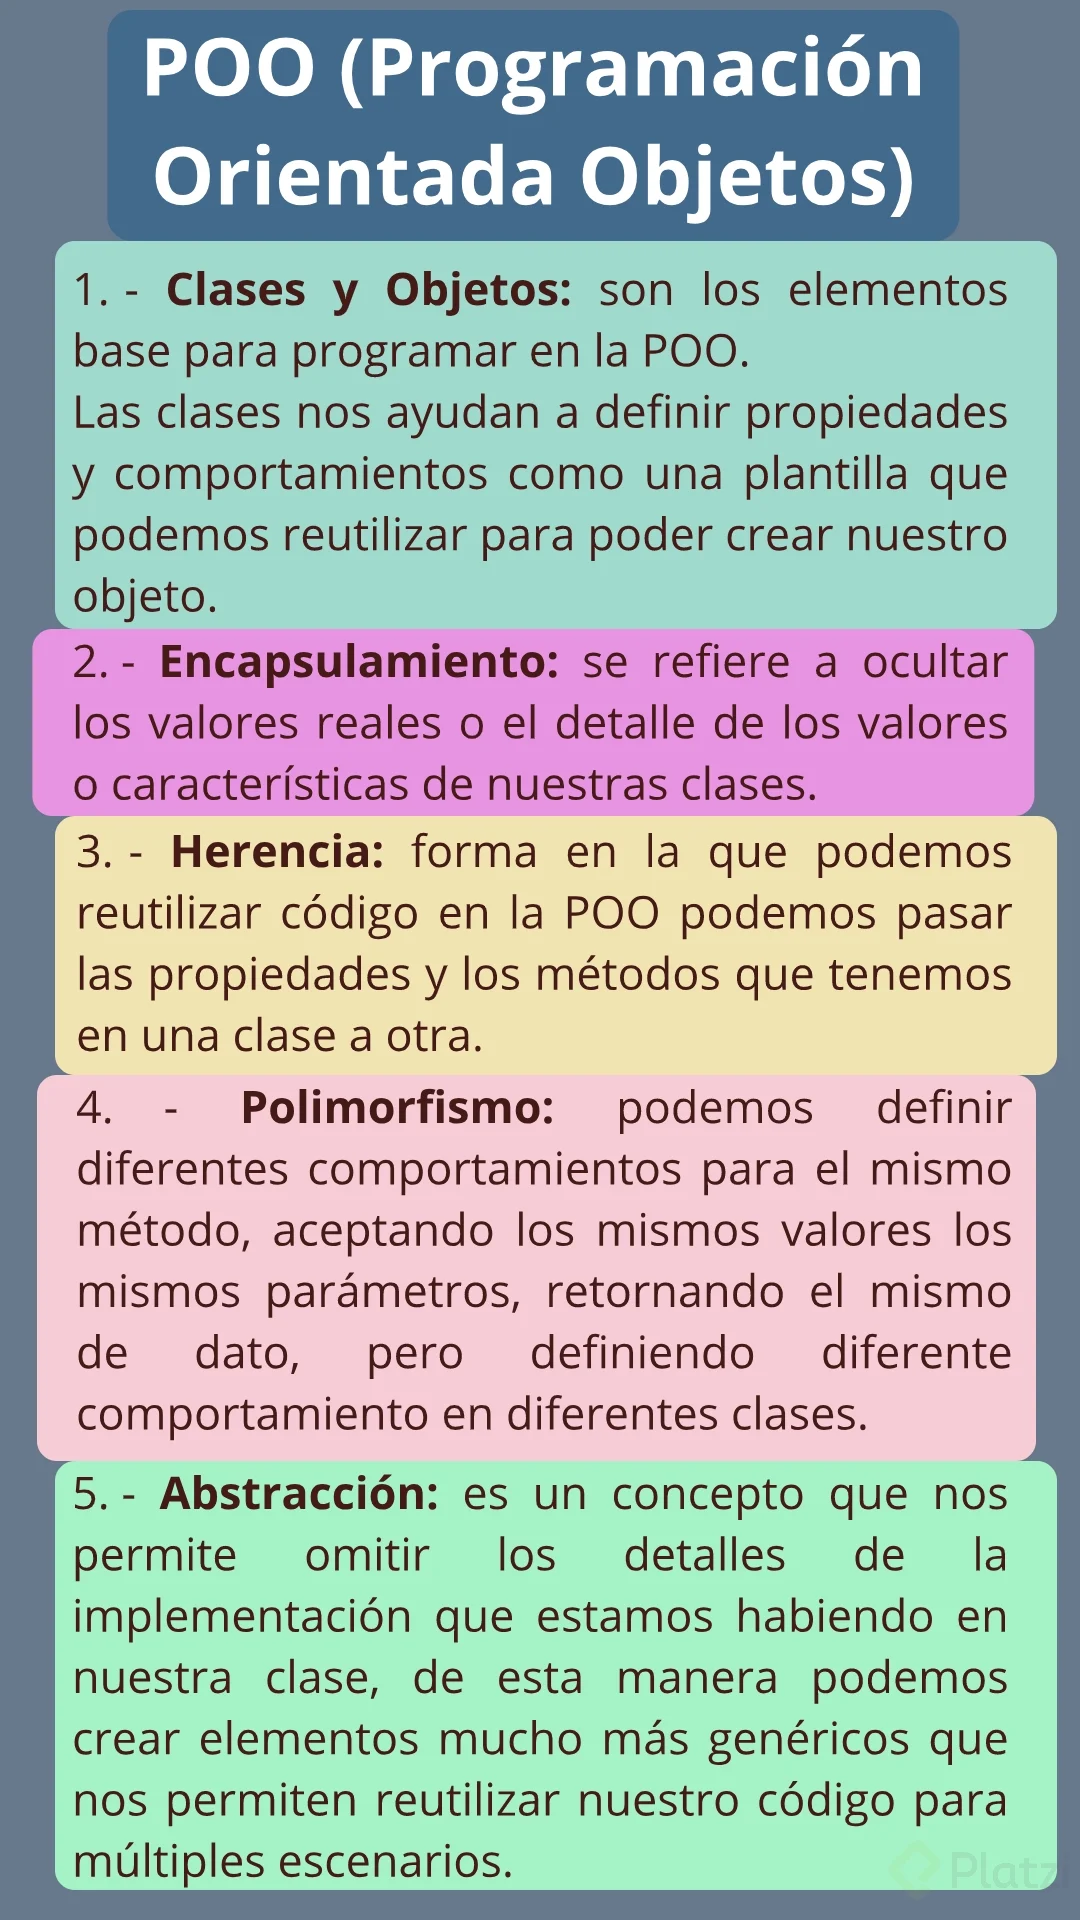 POO (Programación
Orientada Objetos)
1. - Clases y Objetos: son los elementos
base para programar en la POO.
Las clases nos ayudan a definir propiedades
y comportamientos como una plantilla que
podemos reutilizar para poder crear nuestro
objeto.
2. - Encapsulamiento: se refiere a ocultar
los valores reales o el detalle de los valores
o características de nuestras clases.
3. - Herencia: forma en la que podemos
reutilizar código en la POO podemos pasar
las propiedades y los métodos que tenemos
en una clase a otra.
4. - Polimorfismo: podemos definir
diferentes comportamientos para el mismo
método, aceptando los mismos valores los
mismos parámetros, retornando el mismo
de dato, pero definiendo diferente
comportamiento en diferentes clases.
5. - Abstracción: es un concepto que nos
permite omitir los detalles de la
implementación que estamos habiendo en
nuestra clase, de esta manera podemos
crear elementos mucho más genéricos que
nos permiten reutilizar nuestro código para
múltiples escenarios.
Platzi